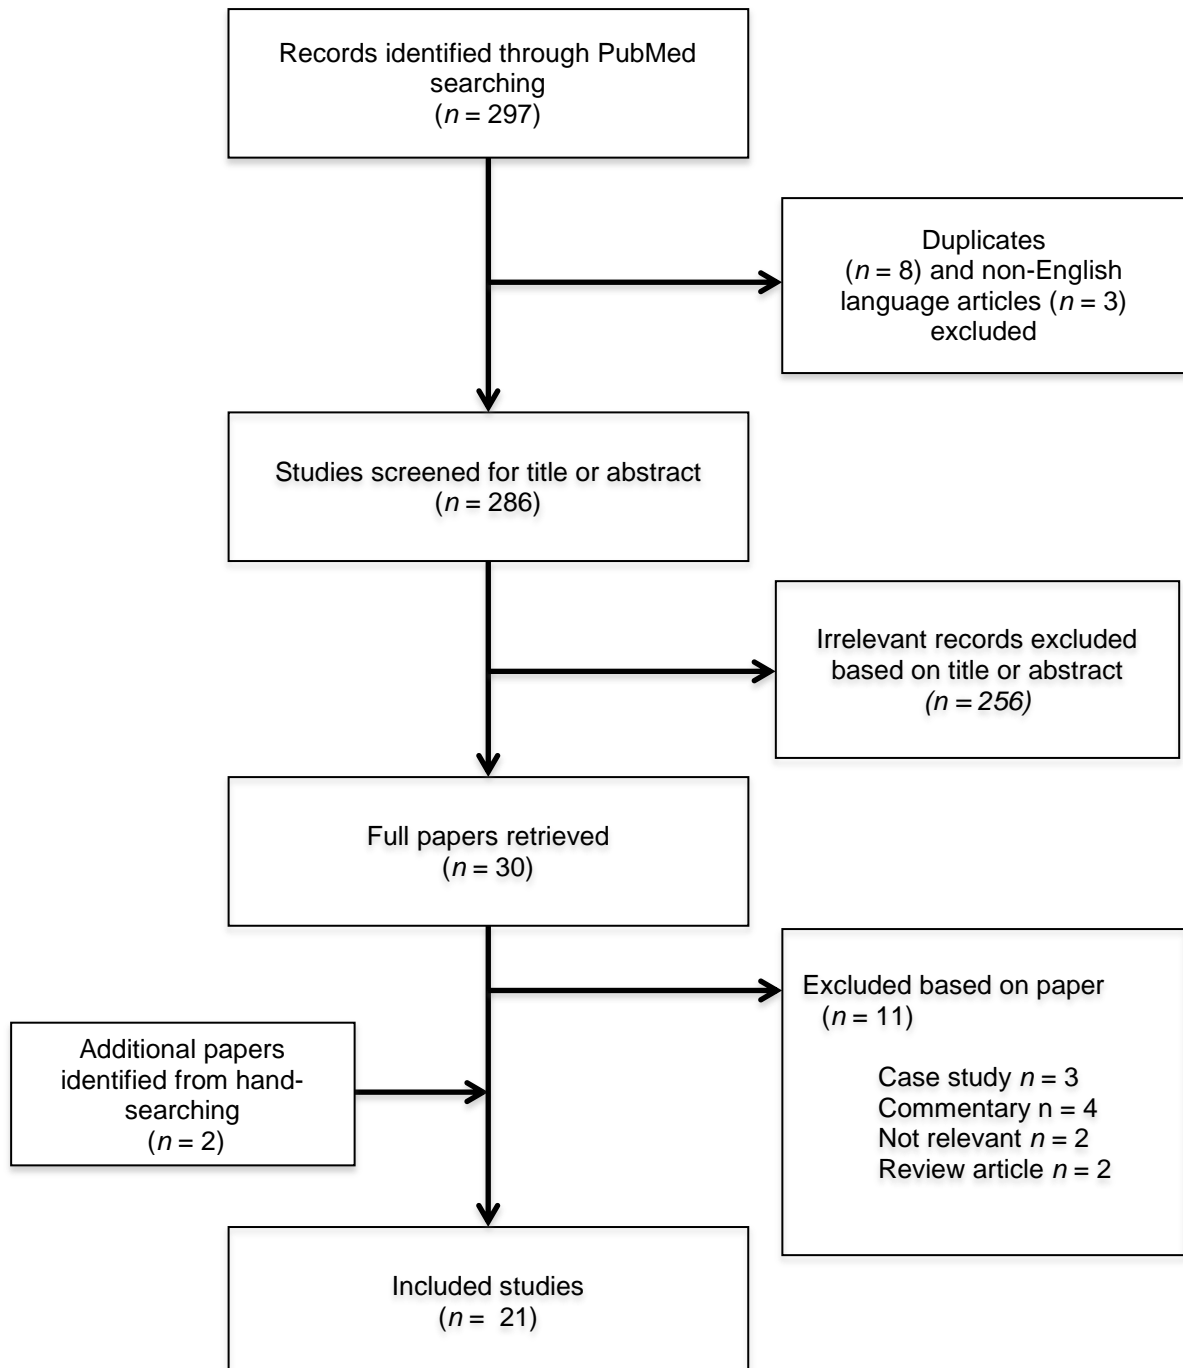 Records identified through PubMed
searching
(n = 297)
Duplicates
(n = 8) and non-English
language articles (n = 3)
excluded
Studies screened for title or abstract
(n = 286)
Irrelevant records excluded
based on title or abstract
(n = 256)
Full papers retrieved
(n = 30)
Excluded based on paper
(n = 11)
Case study n = 3
Commentary n = 4
Not relevant n = 2
Review article n = 2
Additional papers
identified from hand-
searching
(n = 2)
Included studies
(n = 21)